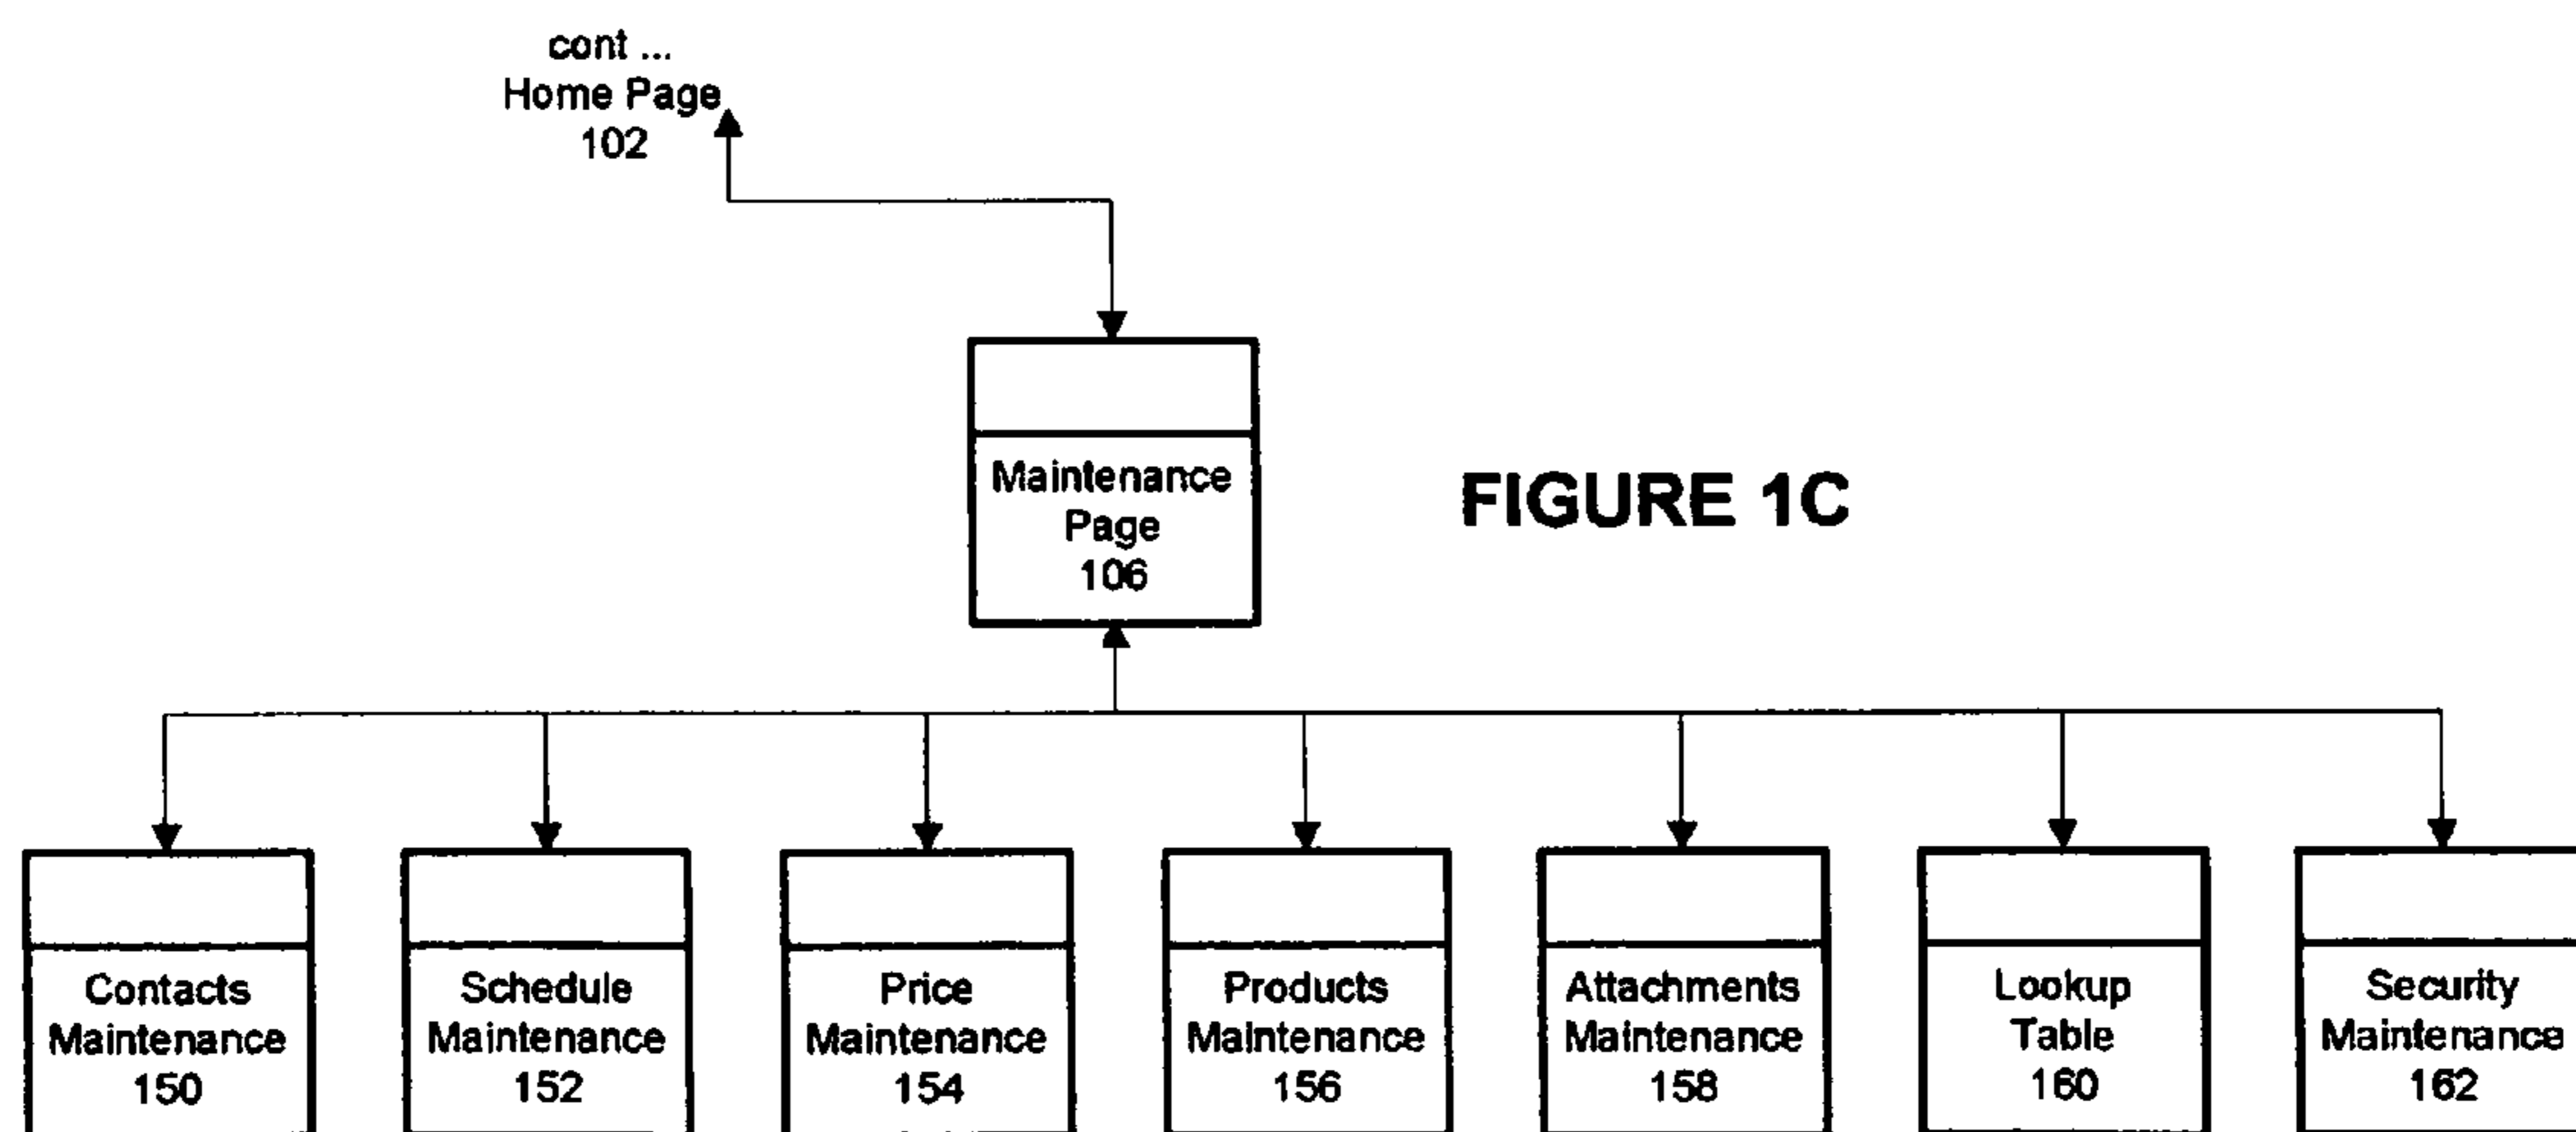 cont ...
Home Page
102
Maintenance
Page
106
FIGURE 1C
Contacts
Maintenance
150
Schedule
Maintenance
152
Price
Maintenance
154
Products
Maintenance
156
Attachments
Maintenance
158
Lookup
Table
160
Security
Maintenance
162